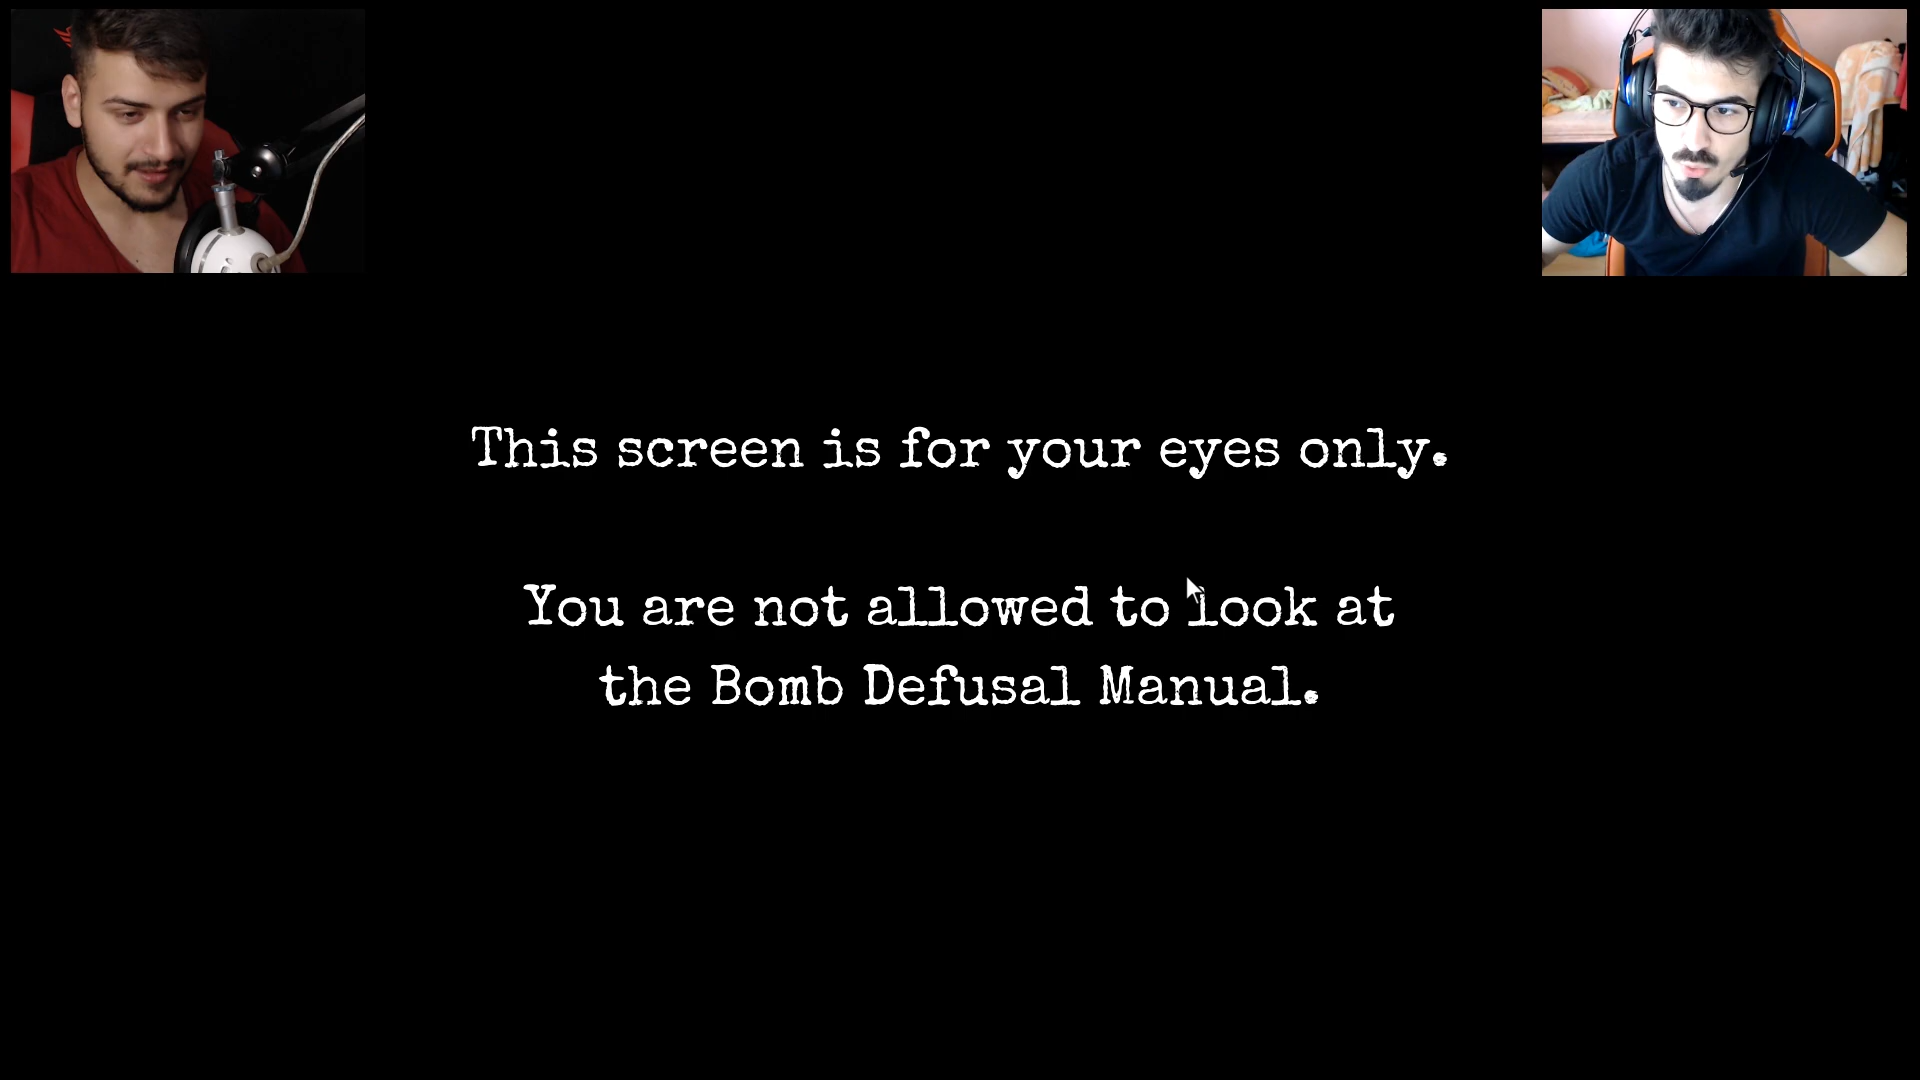 This screen is for your eyes only.
You are not allowed to look at
the Bomb Defusal Manual.